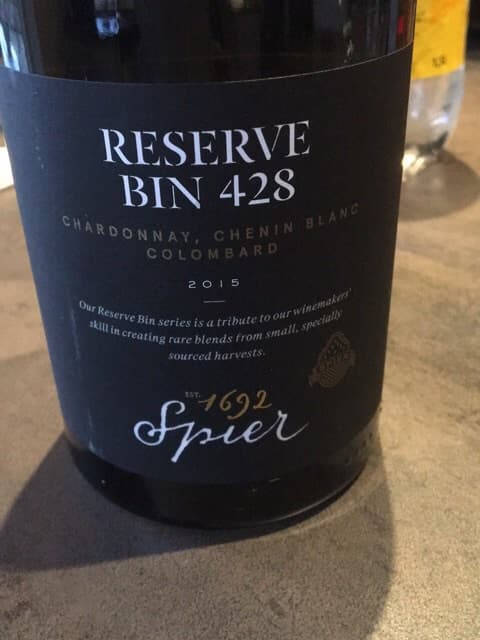 RESERVE
BIN 428
CHARDONNAY, CHENIN BLANC
COLOMBARD
2015
Our Reserve Bin series is a tribute to our winemakers'
skill in creating rare blends from small, specially
sourced harvests.
EST. 1692
Spier